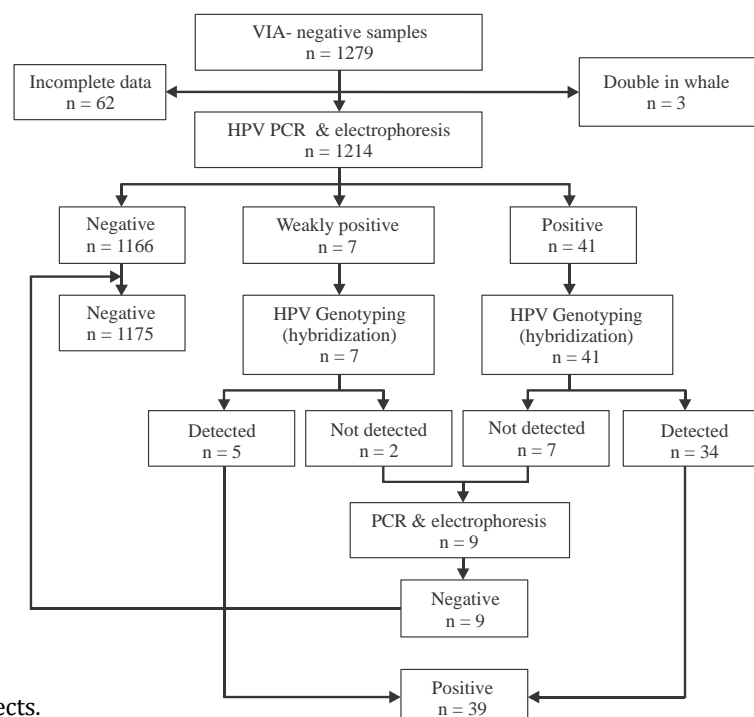 VIA- negative samples
n = 1279
Incomplete data
n = 62
Double in whale
n = 3
HPV PCR & electrophoresis
n = 1214
Negative
n = 1166
Weakly positive
n = 7
Positive
n = 41
Negative
n = 1175
HPV Genotyping
(hybridization)
n = 7
HPV Genotyping
(hybridization)
n = 41
Detected
n = 5
Not detected
n = 2
Not detected
n = 7
Detected
n = 34
PCR & electrophoresis
n = 9
Negative
n = 9
Positive
n = 39
ects.